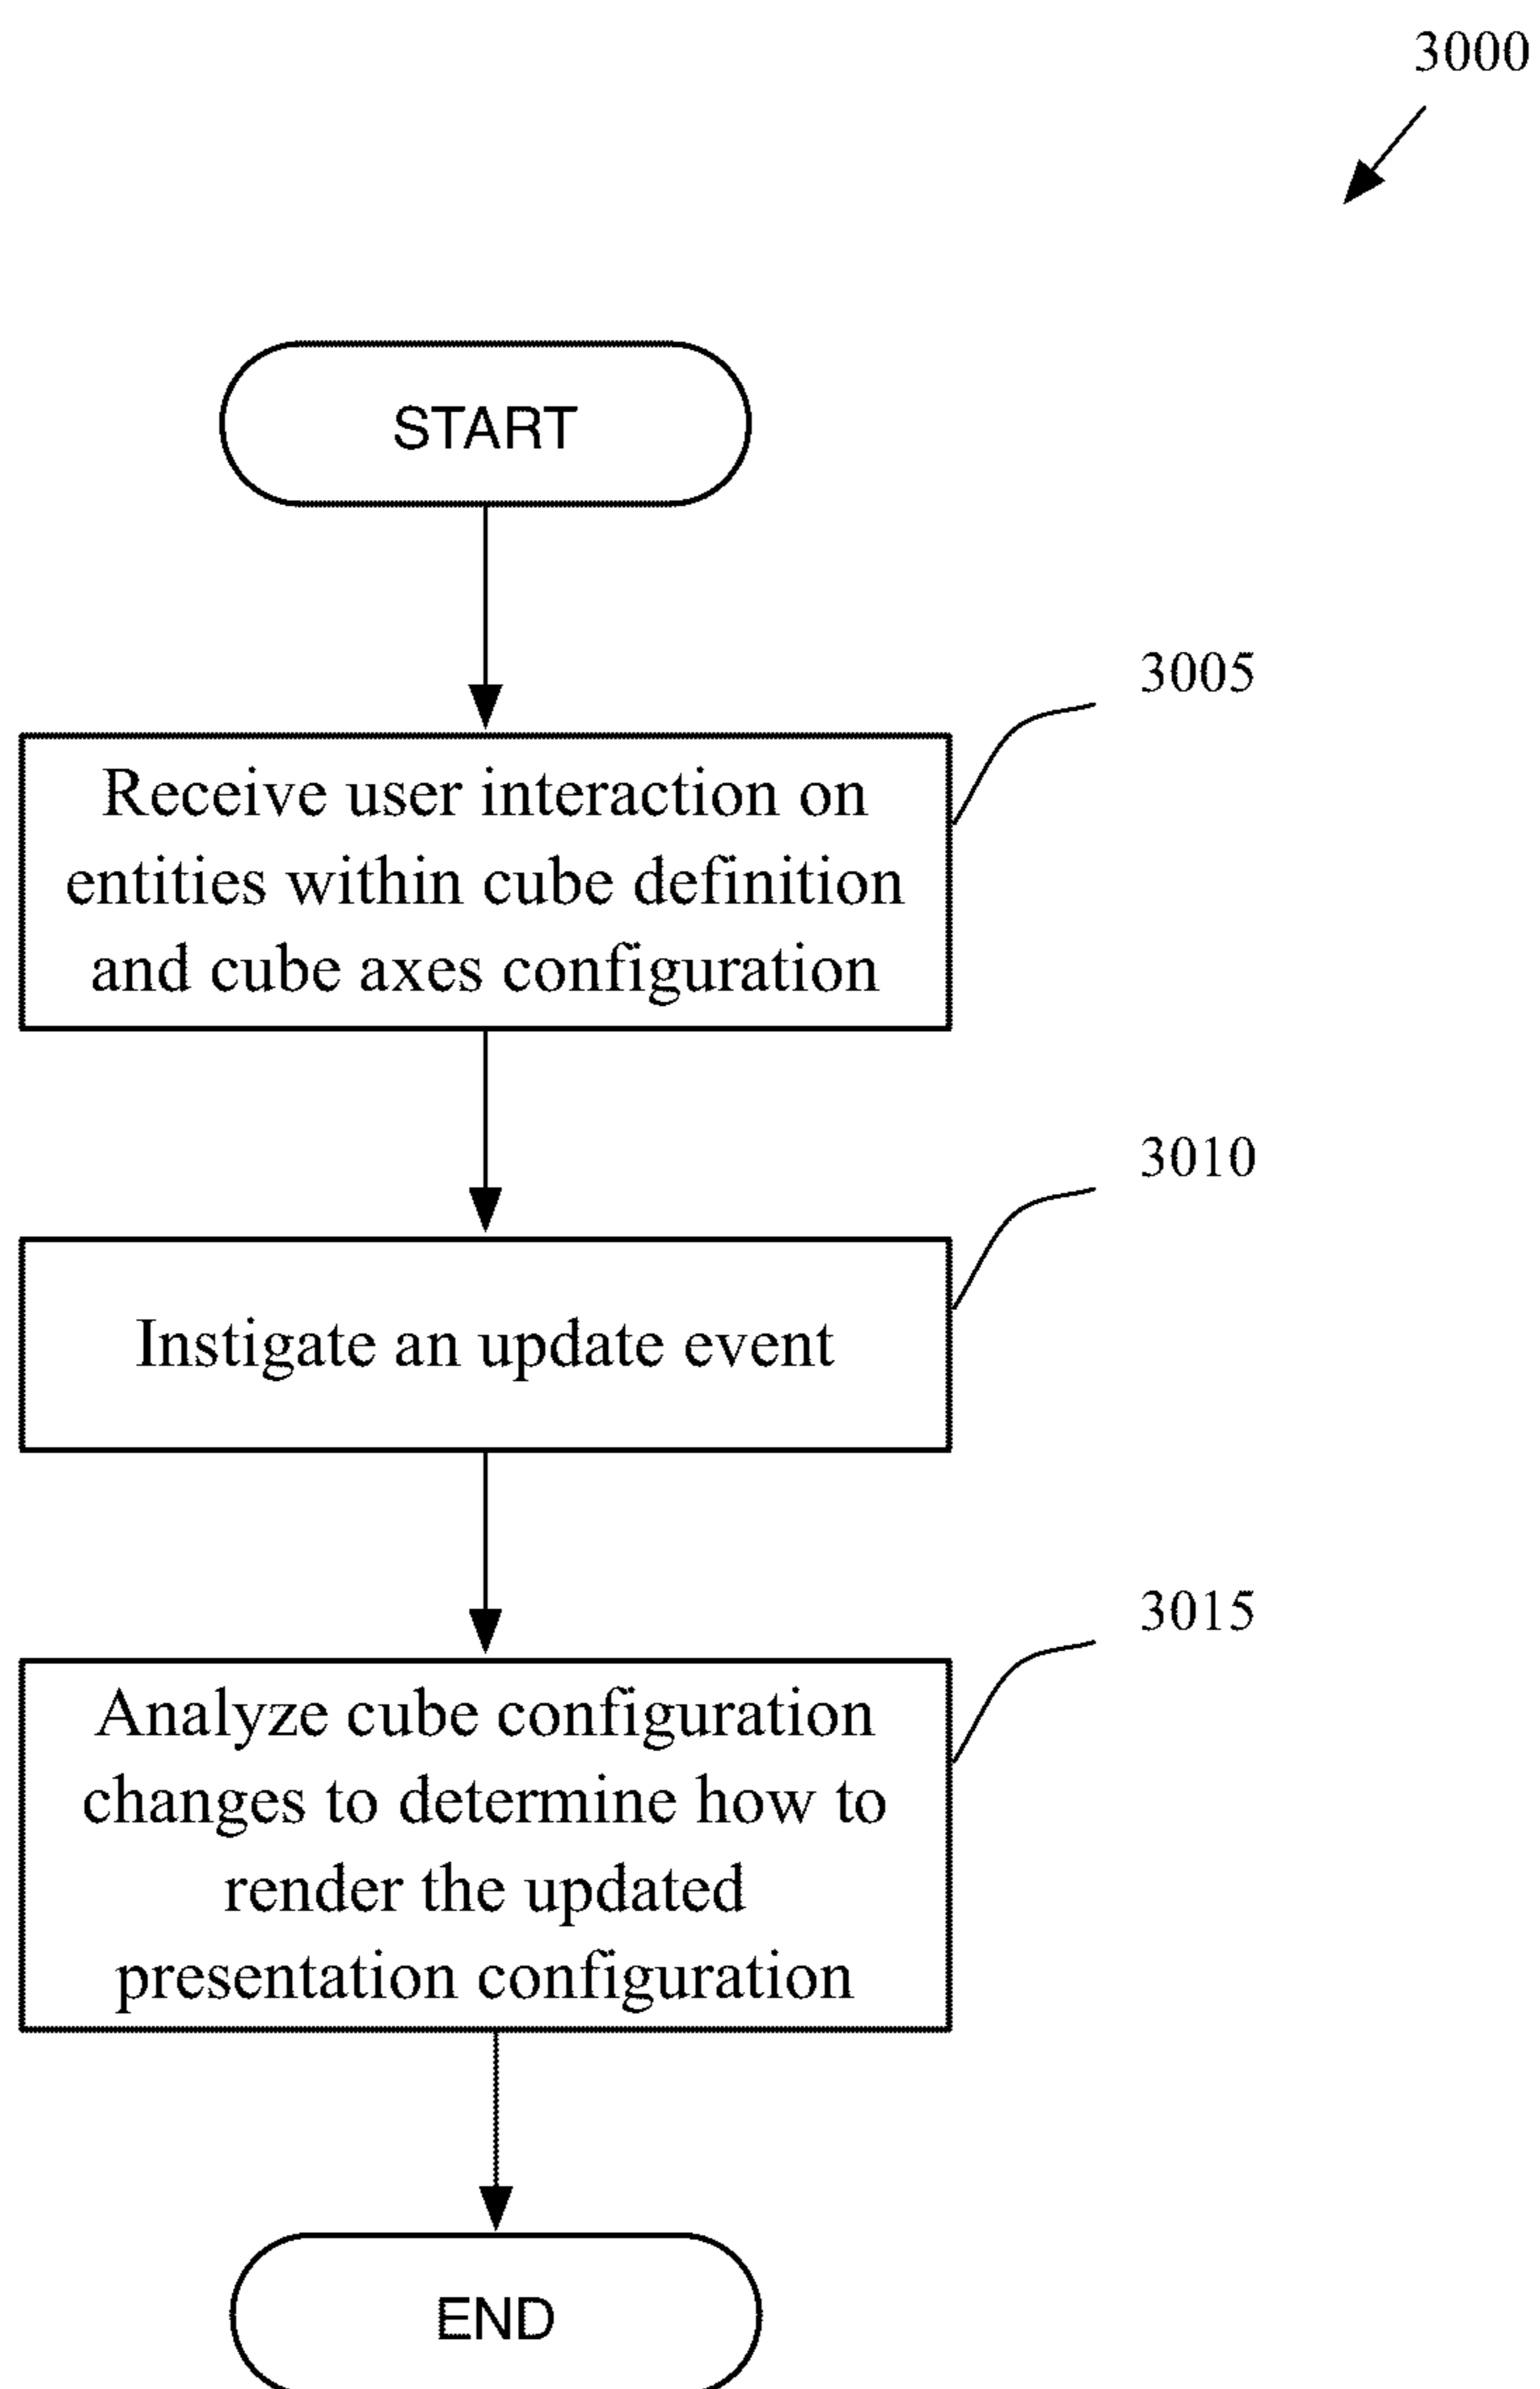 3000
START
3005
Receive user interaction on
entities within cube definition
and cube axes configuration
3010
Instigate an update event
3015
Analyze cube configuration
changes to determine how to
render the updated
presentation configuration
END